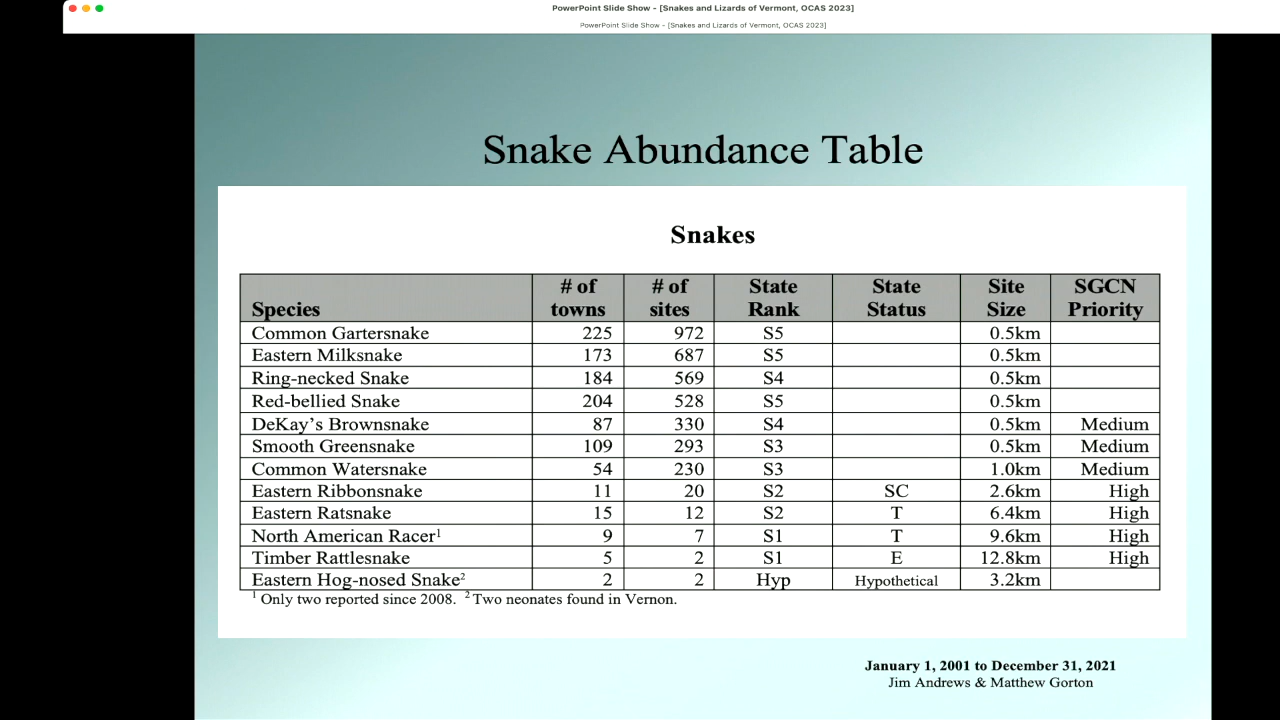 PowerPoint Slide Show - [Snakes and Lizards of Vermont, OCAS 2023]
PowerPoint Slide Show - [Snakes and Lizards of Vermont, OCAS 2023]
Snake Abundance Table
Snakes
Species # of towns # of sites State Rank State Status Site Size SGCN Priority
Common Gartersnake 225 972 S5 0.5km
Eastern Milksnake 173 687 S5 0.5km
Ring-necked Snake 184 569 S4 0.5km
Red-bellied Snake 204 528 S5 0.5km
DeKay's Brownsnake 87 330 S4 0.5km Medium
Smooth Greensnake 109 293 S3 0.5km Medium
Common Watersnake 54 230 S3 1.0km Medium
Eastern Ribbonsnake 11 20 S2 SC 2.6km High
Eastern Ratsnake 15 12 S2 T 6.4km High
North American Racer¹ 9 7 S1 T 9.6km High
Timber Rattlesnake 5 2 S1 E 12.8km High
Eastern Hog-nosed Snake² 2 2 Hyp Hypothetical 3.2km
¹ Only two reported since 2008. ² Two neonates found in Vernon.
January 1, 2001 to December 31, 2021
Jim Andrews & Matthew Gorton